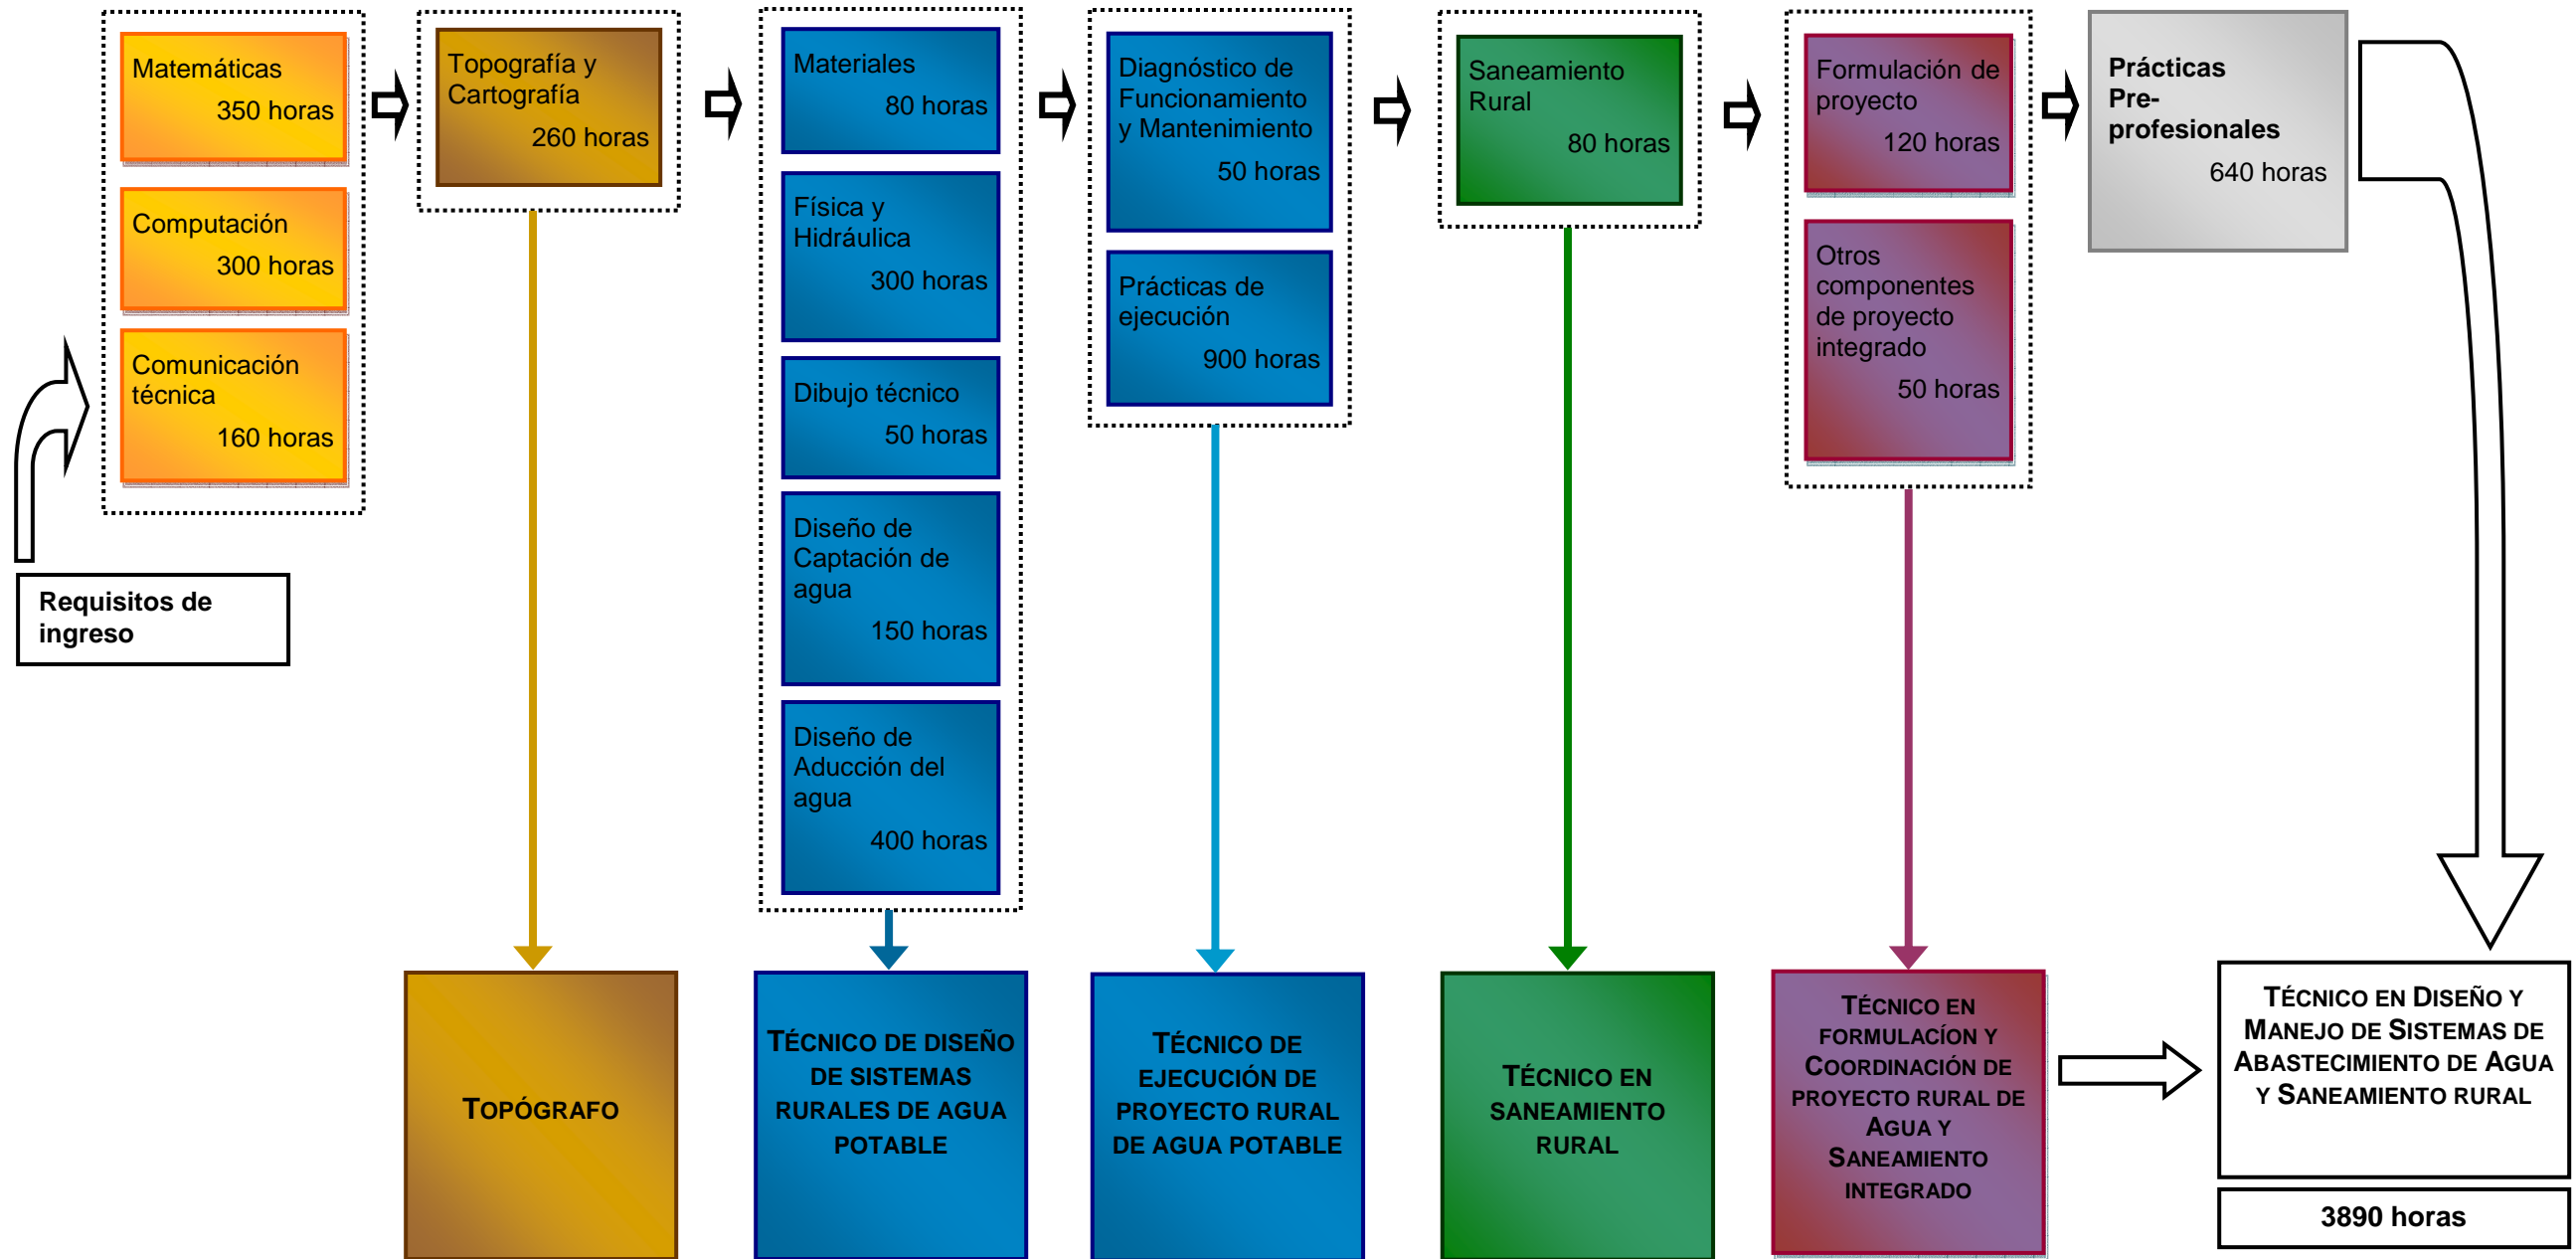 Matemáticas
350 horas
Computación
300 horas
Comunicación
técnica
160 horas
Requisitos de
ingreso
Topografía y
Cartografía
260 horas
Materiales
80 horas
Física y
Hidráulica
300 horas
Dibujo técnico
50 horas
Diseño de
Captación de
agua
150 horas
Diseño de
Aducción del
agua
400 horas
Diagnóstico de
Funcionamiento
y Mantenimiento
50 horas
Prácticas de
ejecución
900 horas
Saneamiento
Rural
80 horas
Formulación de
proyecto
120 horas
Otros
componentes
de proyecto
integrado
50 horas
Prácticas
Pre-
profesionales
640 horas
TOPÓGRAFO
TÉCNICO DE DISEÑO
DE SISTEMAS
RURALES DE AGUA
POTABLE
TÉCNICO DE
EJECUCIÓN DE
PROYECTO RURAL
DE AGUA POTABLE
TÉCNICO EN
SANEAMIENTO
RURAL
TÉCNICO EN
FORMULACÍON Y
COORDINACIÓN DE
PROYECTO RURAL DE
AGUA Y
SANEAMIENTO
INTEGRADO
TÉCNICO EN DISEÑO Y
MANEJO DE SISTEMAS DE
ABASTECIMIENTO DE AGUA
Y SANEAMIENTO RURAL
3890 horas